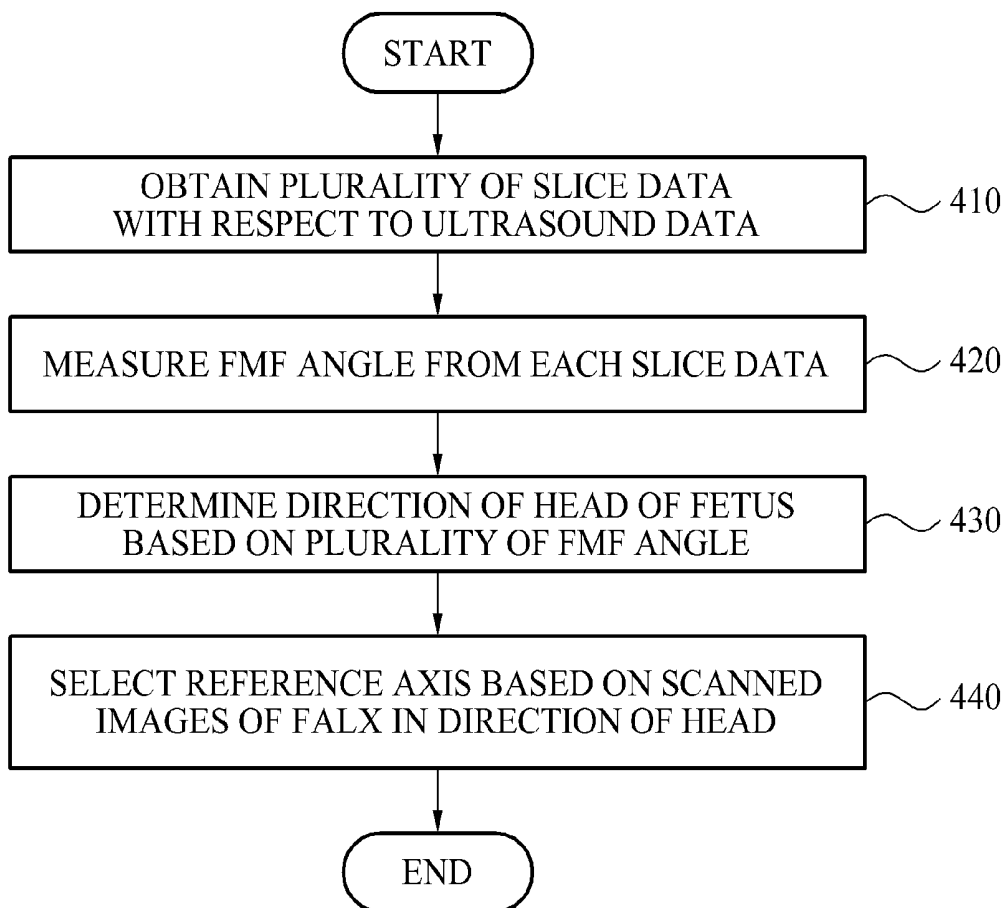 START
OBTAIN PLURALITY OF SLICE DATA
WITH RESPECT TO ULTRASOUND DATA
410
MEASURE FMF ANGLE FROM EACH SLICE DATA
420
DETERMINE DIRECTION OF HEAD OF FETUS
BASED ON PLURALITY OF FMF ANGLE
430
SELECT REFERENCE AXIS BASED ON SCANNED
IMAGES OF FALX IN DIRECTION OF HEAD
440
END